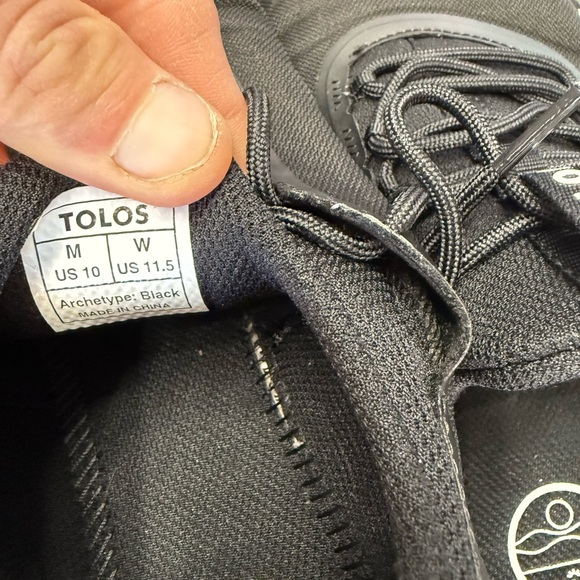 TOLOS
M W
US 10 US 11.5
Archetype: Black
MADE IN CHINA